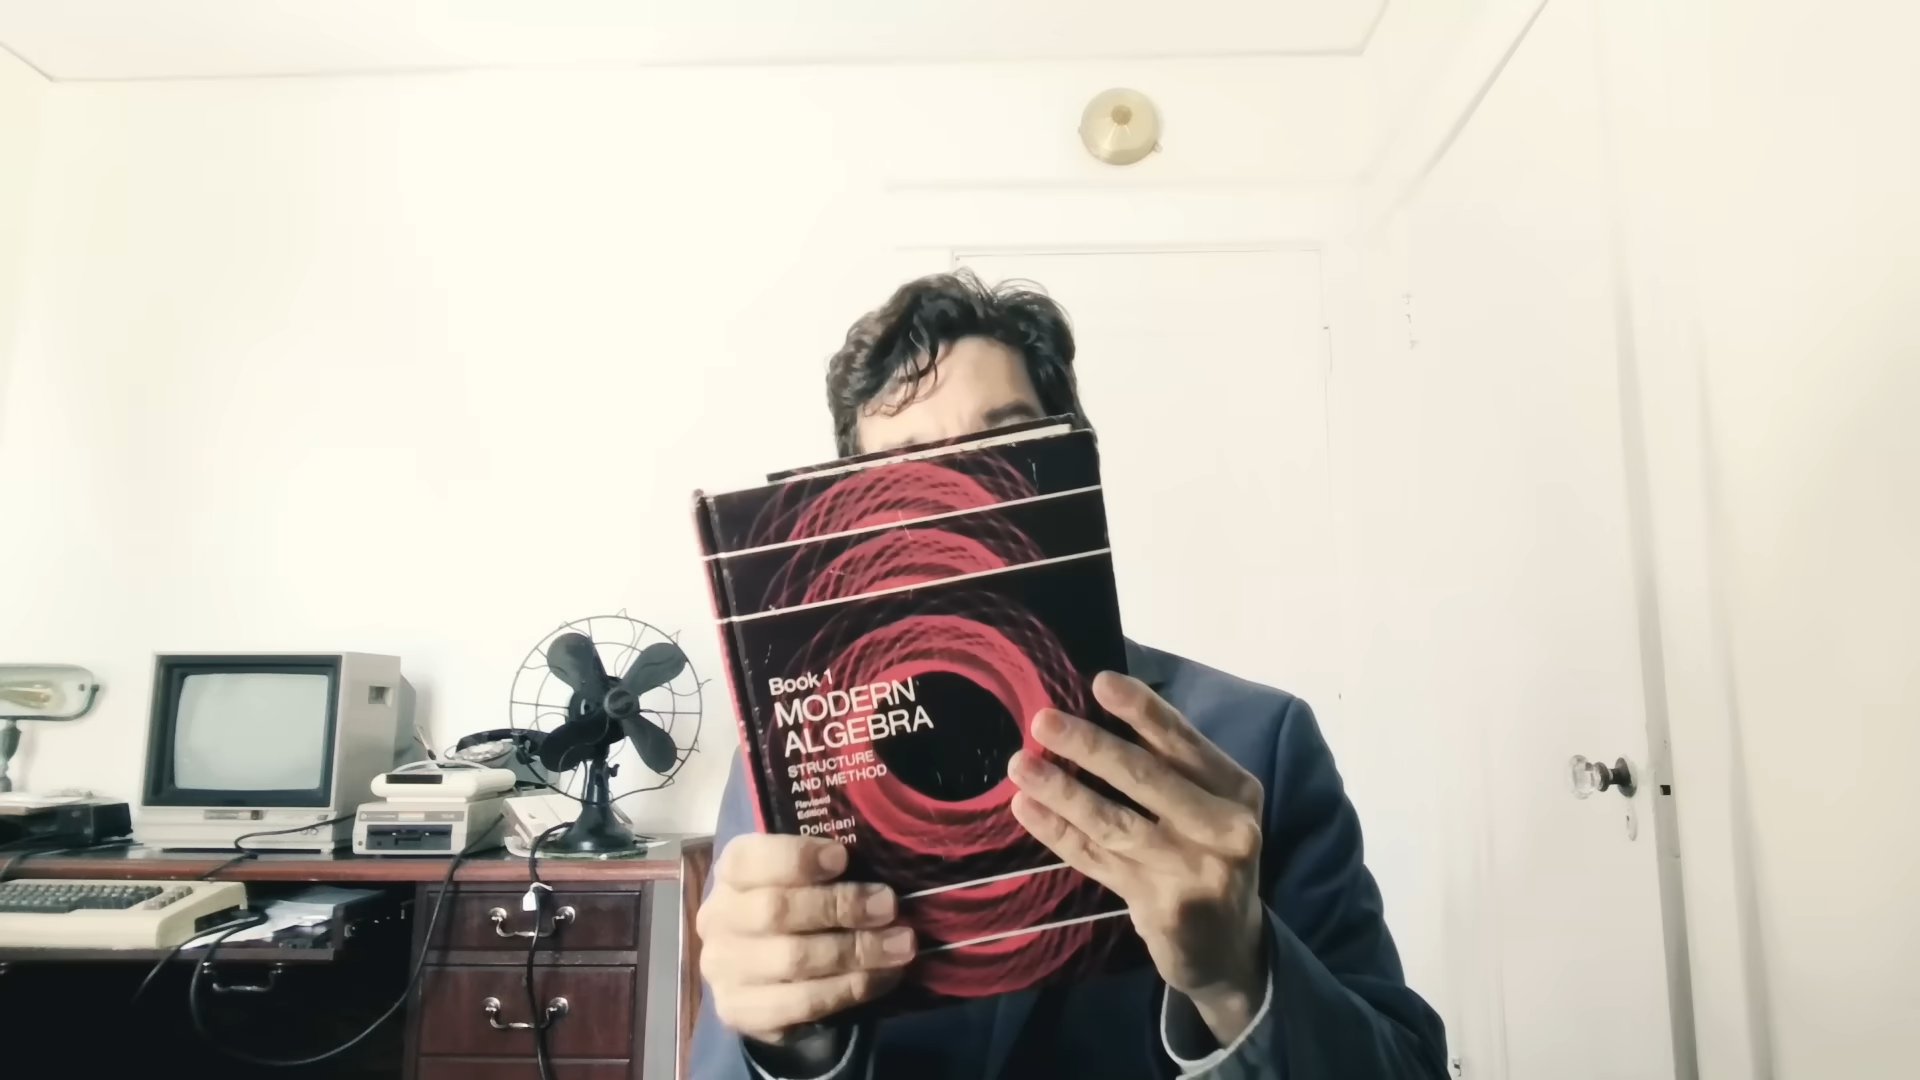 Book 1
MODERN
ALGEBRA
STRUCTURE
AND METHOD
Revised
Edition
Dolciani